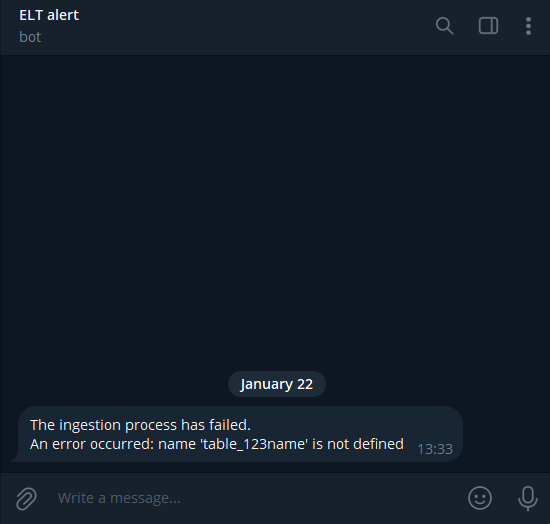 ELT alert
bot
January 22
The ingestion process has failed.
An error occurred: name 'table_123name' is not defined
13:33
Write a message...